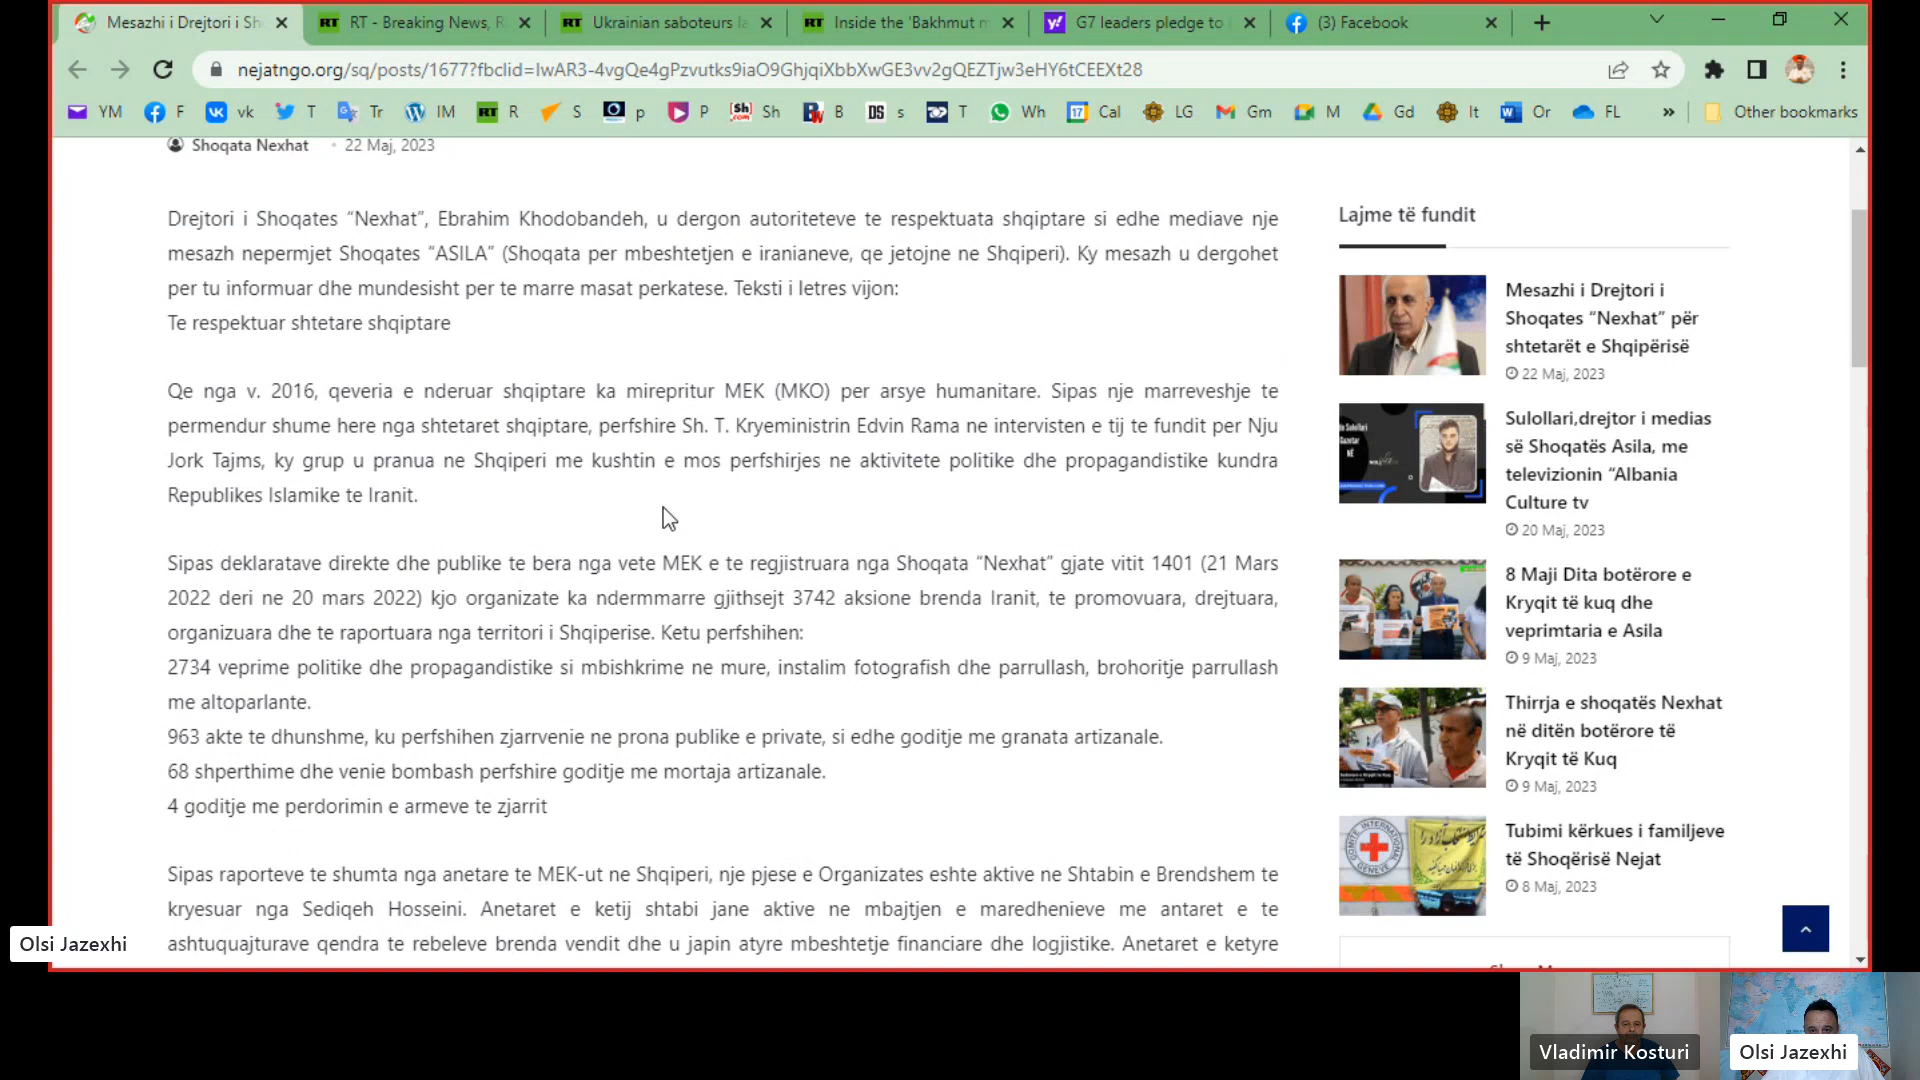 Mesazhi i Drejtori i Sh
RT - Breaking News, R
Ukrainian saboteurs la
Inside the 'Bakhmut m
G7 leaders pledge to
(3) Facebook
nejatngo.org/sq/posts/1677?fbclid=IwAR3-4vgQe4gPzvutks9iaO9GhjqiXbbXwGE3vv2gQEZTjw3eHY6tCEEXt28
YM F vk T Tr IM R S p P Sh B s T Wh Cal LG Gm M Gd It Or FL » Other bookmarks
Shoqata Nexhat • 22 Maj, 2023
Drejtori i Shoqates “Nexhat”, Ebrahim Khodobandeh, u dergon autoriteteve te respektuata shqiptare si edhe mediave nje
mesazh nepermjet Shoqates “ASILA” (Shoqata per mbeshtetjen e iranianeve, qe jetojne ne Shqiperi). Ky mesazh u dergohet
per tu informuar dhe mundesisht per te marre masat perkatese. Teksti i letres vijon:
Te respektuar shtetare shqiptare
Qe nga v. 2016, qeveria e nderuar shqiptare ka mirepritur MEK (MKO) per arsye humanitare. Sipas nje marreveshje te
permendur shume here nga shtetaret shqiptare, perfshire Sh. T. Kryeministrin Edvin Rama ne intervisten e tij te fundit per Nju
Jork Tajms, ky grup u pranua ne Shqiperi me kushtin e mos perfshirjes ne aktivitete politike dhe propagandistike kundra
Republikes Islamike te Iranit.
Sipas deklaratave direkte dhe publike te bera nga vete MEK e te regjistruara nga Shoqata “Nexhat” gjate vitit 1401 (21 Mars
2022 deri ne 20 mars 2022) kjo organizate ka ndermmarre gjithsejt 3742 aksione brenda Iranit, te promovuara, drejtuara,
organizuara dhe te raportuara nga territori i Shqiperise. Ketu perfshihen:
2734 veprime politike dhe propagandistike si mbishkrime ne mure, instalim fotografish dhe parrullash, brohoritje parrullash
me altoparlante.
963 akte te dhunshme, ku perfshihen zjarrvenie ne prona publike e private, si edhe goditje me granata artizanale.
68 shperthime dhe venie bombash perfshire goditje me mortaja artizanale.
4 goditje me perdorimin e armeve te zjarrit
Sipas raporteve te shumta nga anetare te MEK-ut ne Shqiperi, nje pjese e Organizates eshte aktive ne Shtabin e Brendshem te
kryesuar nga Sediqeh Hosseini. Anetaret e ketij shtabi jane aktive ne mbajtjen e maredhenieve me antaret e te
ashtuquajturave qendra te rebeleve brenda vendit dhe u japin atyre mbeshtetje financiare dhe logjistike. Anetaret e ketyre
Lajme të fundit
Mesazhi i Drejtori i
Shoqates “Nexhat” për
shtetarët e Shqipërisë
22 Maj, 2023
Sulollari,drejtor i medias
së Shoqatës Asila, me
televizionin “Albania
Culture tv
20 Maj, 2023
8 Maji Dita botërore e
Kryqit të kuq dhe
veprimtaria e Asila
9 Maj, 2023
Thirrja e shoqatës Nexhat
në ditën botërore të
Kryqit të Kuq
9 Maj, 2023
COMITE INTERNATIONAL
GENEVE
Tubimi kërkues i familjeve
të Shoqërisë Nejat
8 Maj, 2023
Olsi Jazexhi
Vladimir Kosturi
Olsi Jazexhi